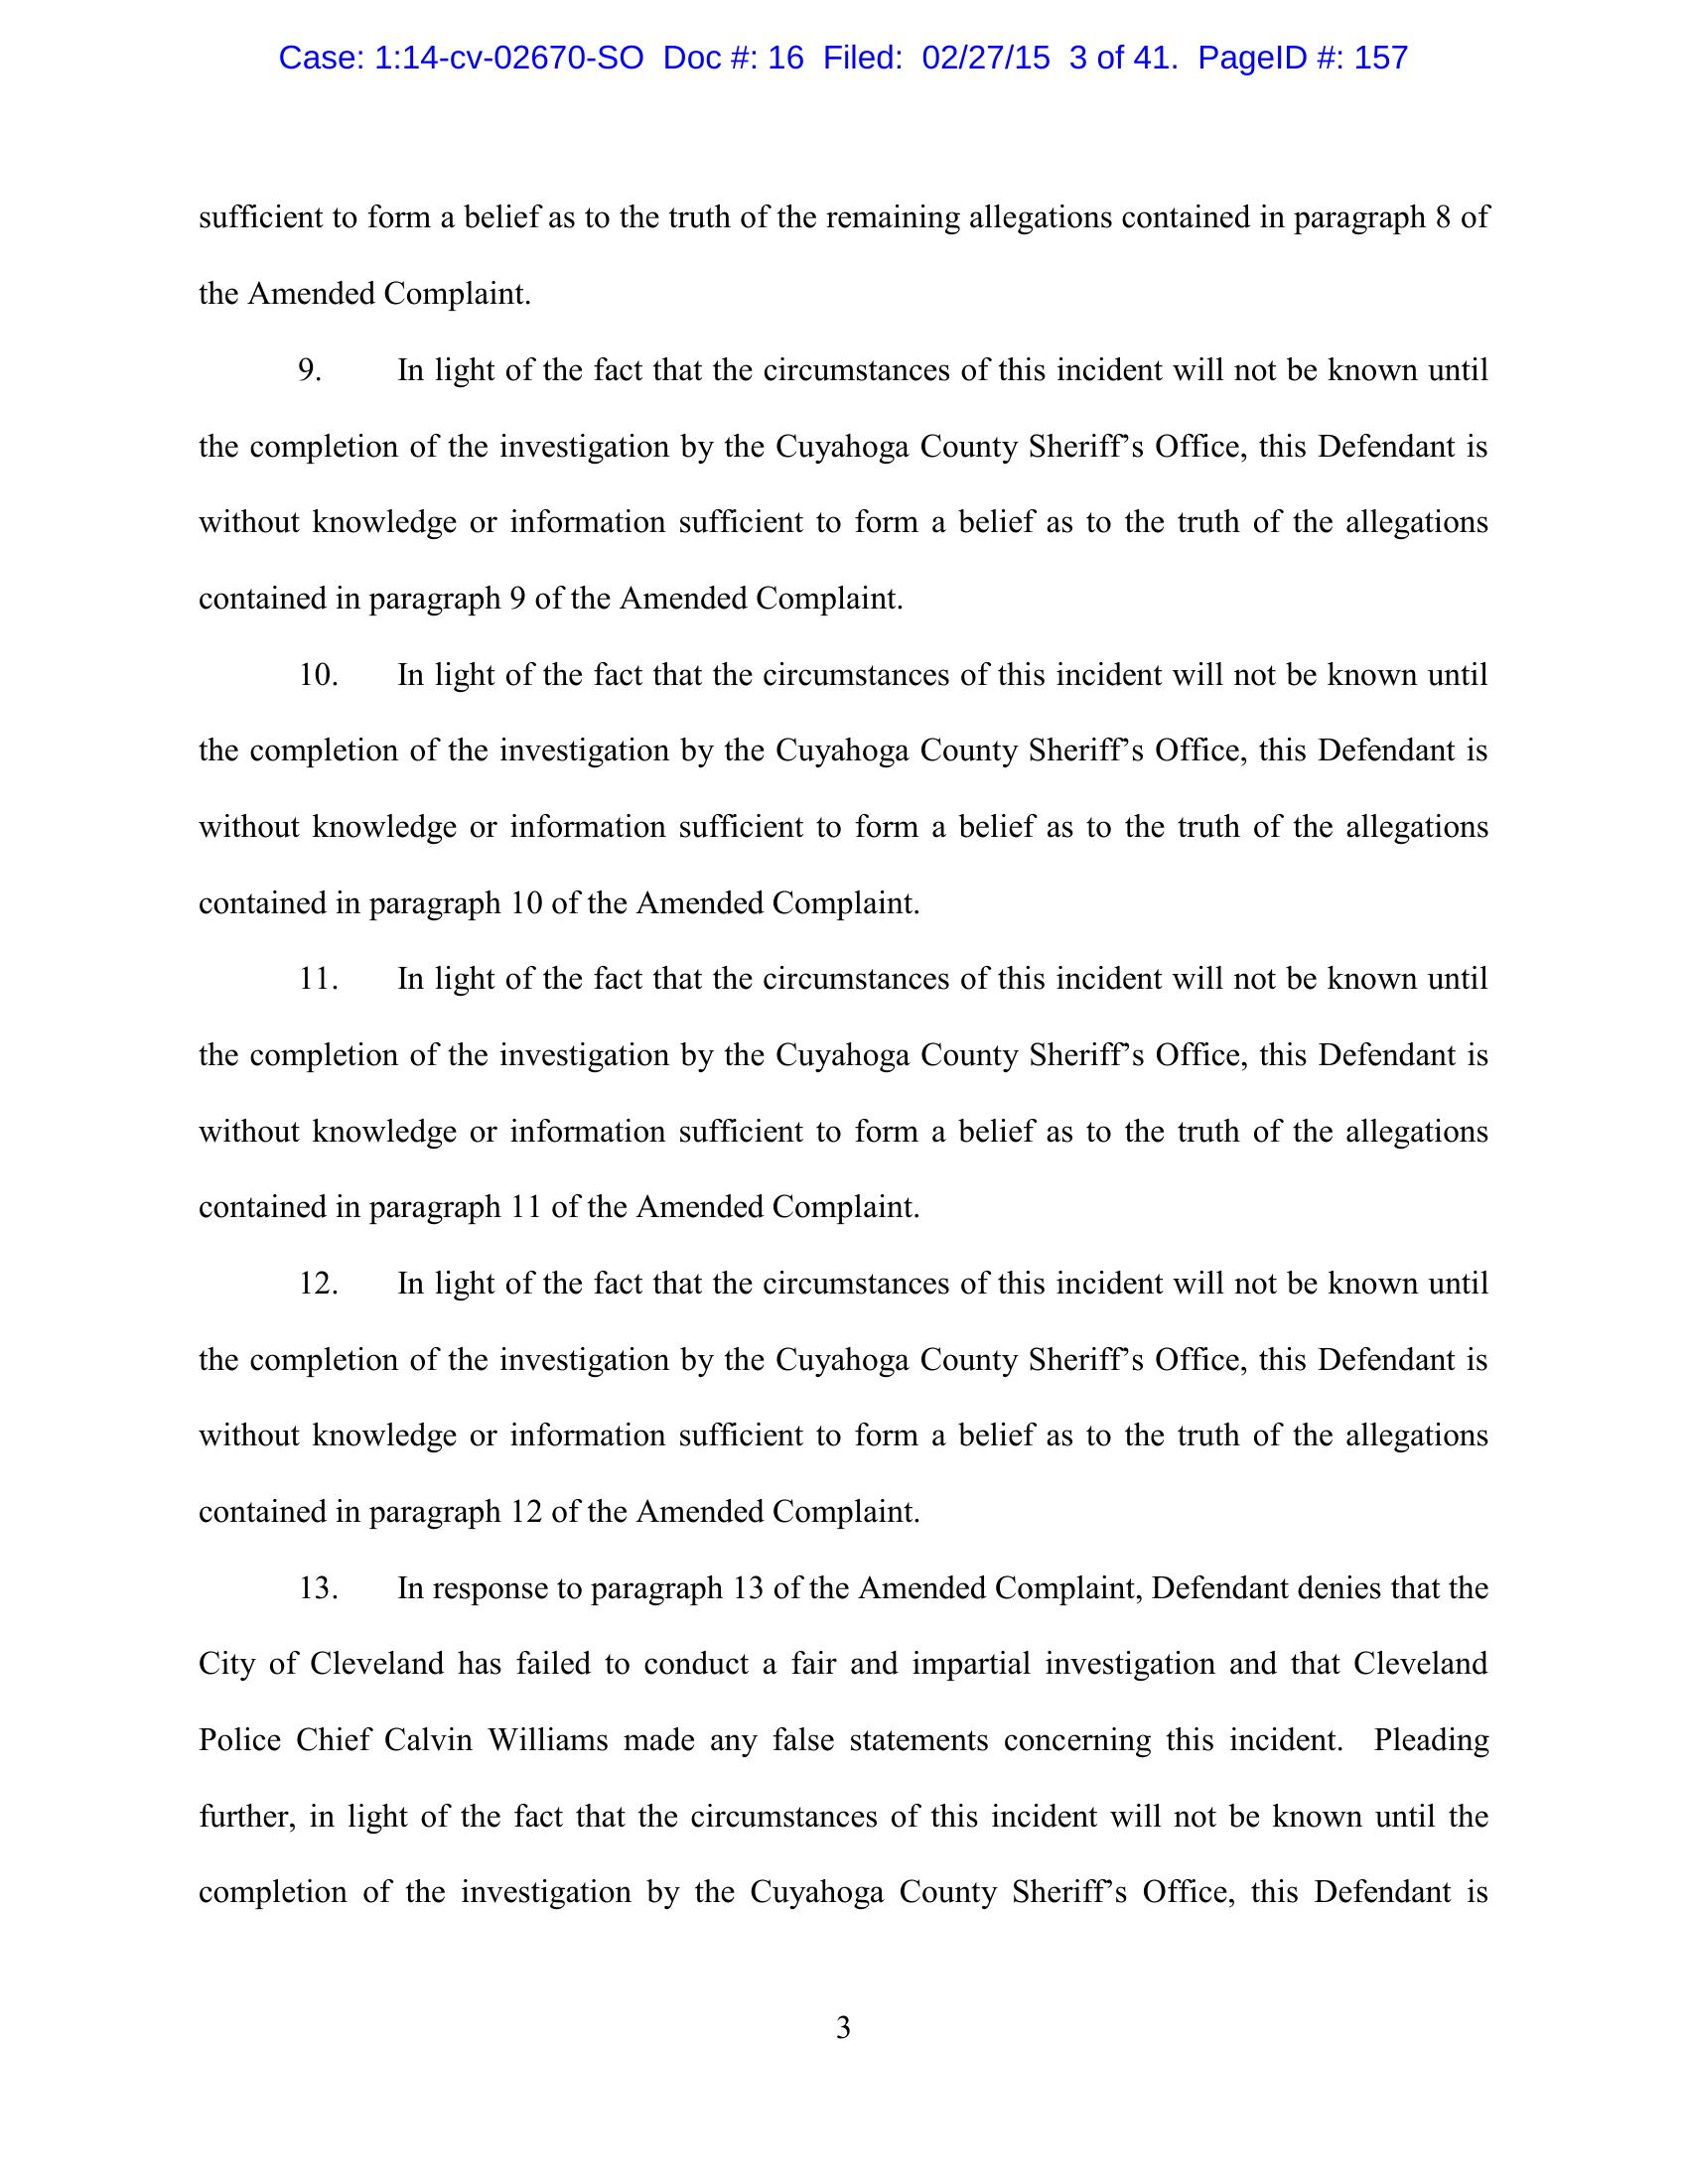 Case: 1:14-cv-02670-SO Doc #: 16 Filed: 02/27/15 3 of 41. PageID #: 157
sufficient to form a belief as to the truth of the remaining allegations contained in paragraph 8 of
the Amended Complaint.
9. In light of the fact that the circumstances of this incident will not be known until
the completion of the investigation by the Cuyahoga County Sheriff’s Office, this Defendant is
without knowledge or information sufficient to form a belief as to the truth of the allegations
contained in paragraph 9 of the Amended Complaint.
10. In light of the fact that the circumstances of this incident will not be known until
the completion of the investigation by the Cuyahoga County Sheriff’s Office, this Defendant is
without knowledge or information sufficient to form a belief as to the truth of the allegations
contained in paragraph 10 of the Amended Complaint.
11. In light of the fact that the circumstances of this incident will not be known until
the completion of the investigation by the Cuyahoga County Sheriff’s Office, this Defendant is
without knowledge or information sufficient to form a belief as to the truth of the allegations
contained in paragraph 11 of the Amended Complaint.
12. In light of the fact that the circumstances of this incident will not be known until
the completion of the investigation by the Cuyahoga County Sheriff’s Office, this Defendant is
without knowledge or information sufficient to form a belief as to the truth of the allegations
contained in paragraph 12 of the Amended Complaint.
13. In response to paragraph 13 of the Amended Complaint, Defendant denies that the
City of Cleveland has failed to conduct a fair and impartial investigation and that Cleveland
Police Chief Calvin Williams made any false statements concerning this incident. Pleading
further, in light of the fact that the circumstances of this incident will not be known until the
completion of the investigation by the Cuyahoga County Sheriff’s Office, this Defendant is
3